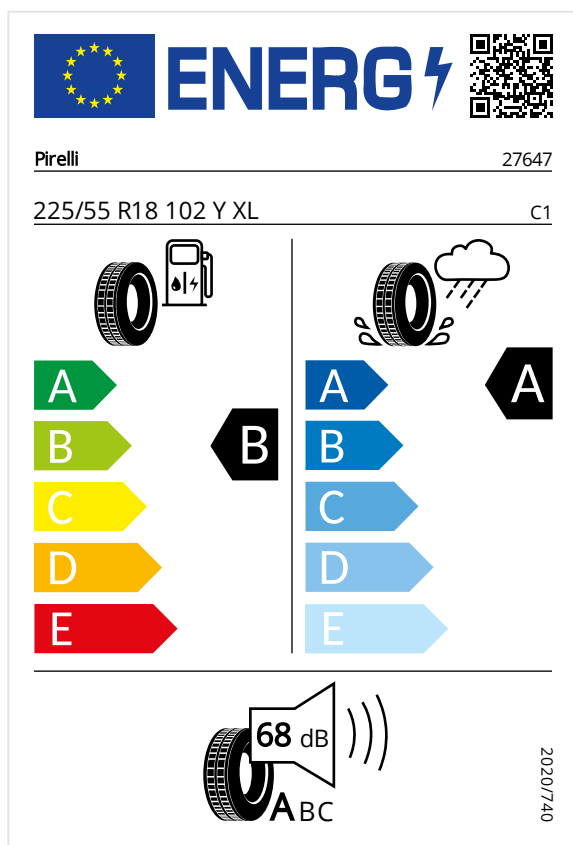 ENERG
Pirelli
27647
225/55 R18 102 Y XL
C1
A
B
C
D
E
B
A
B
C
D
E
A
68 dB
ABC
2020/740